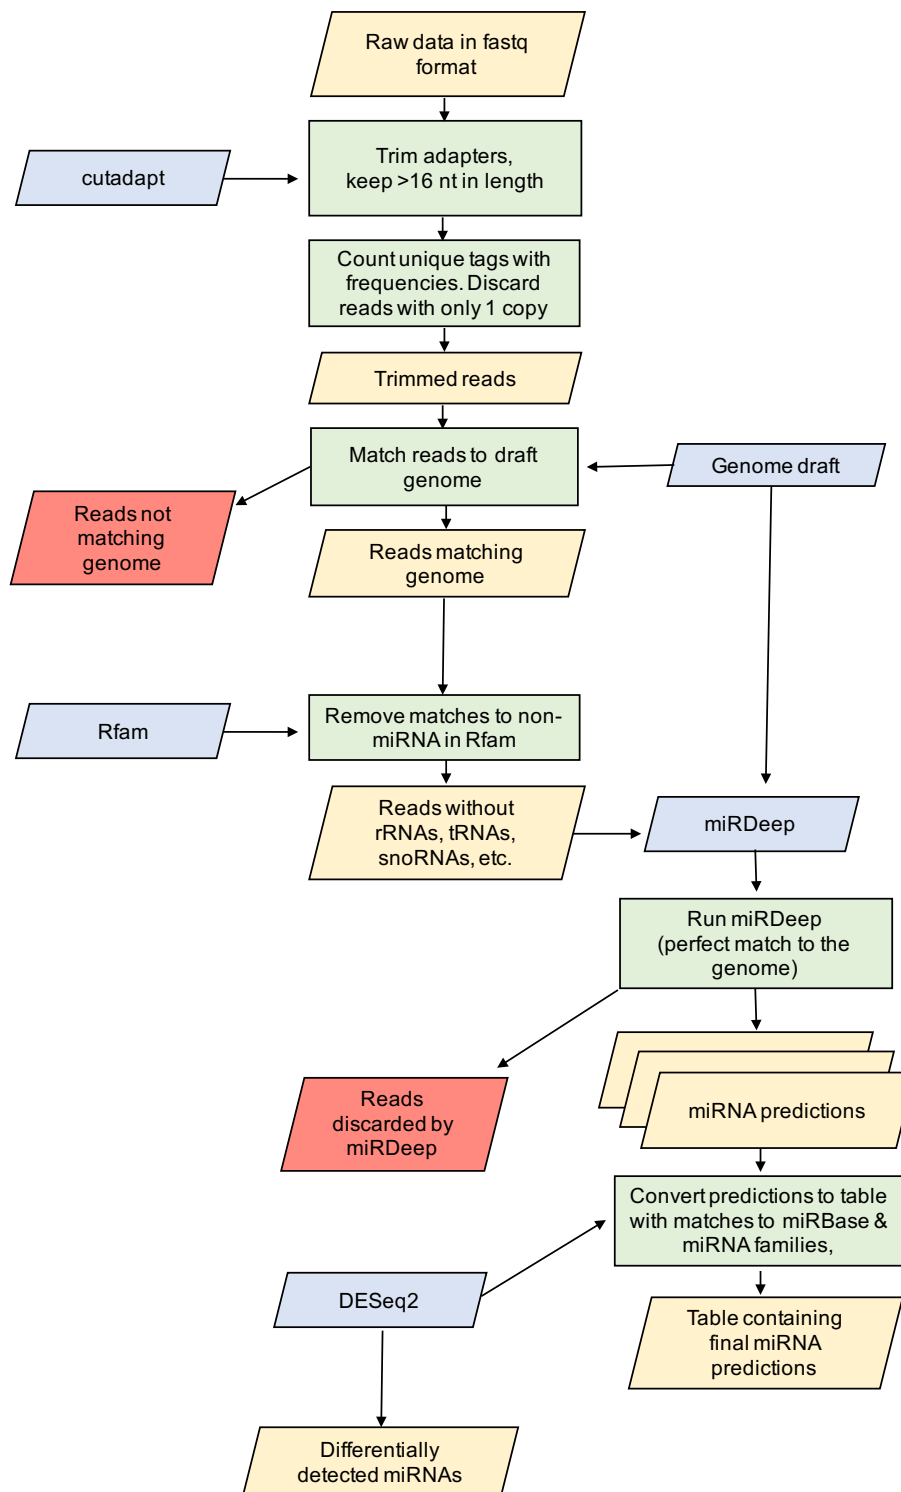 Raw data in fastq
format
cutadapt
Trim adapters,
keep >16 nt in length
Count unique tags with
frequencies. Discard
reads with only 1 copy
Trimmed reads
Match reads to draft
genome
Genome draft
Reads not
matching
genome
Reads matching
genome
Rfam
Remove matches to non-
miRNA in Rfam
Reads without
rRNAs, tRNAs,
snoRNAs, etc.
miRDeep
Run miRDeep
(perfect match to the
genome)
Reads
discarded by
miRDeep
miRNA predictions
Convert predictions to table
with matches to miRBase &
miRNA families,
DESeq2
Table containing
final miRNA
predictions
Differentially
detected miRNAs